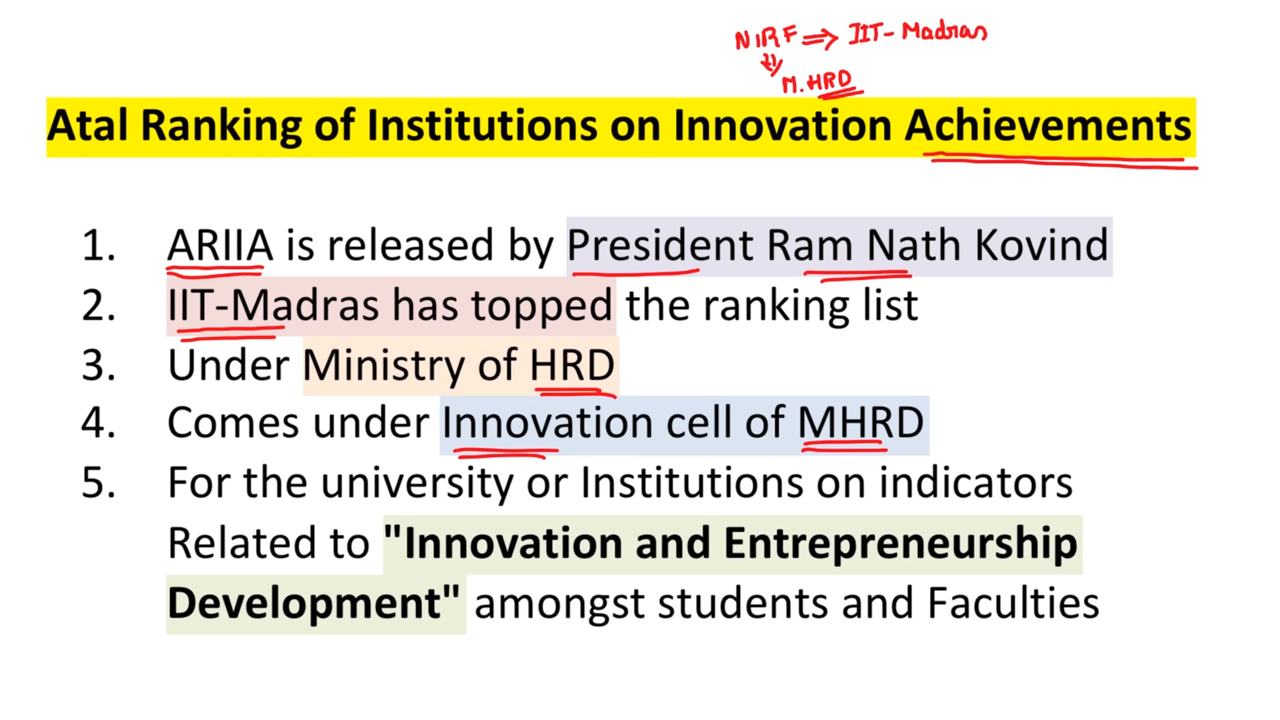 NIRF ⇒ IIT-Madras
M.HRD
Atal Ranking of Institutions on Innovation Achievements
1. ARIIA is released by President Ram Nath Kovind
2. IIT-Madras has topped the ranking list
3. Under Ministry of HRD
4. Comes under Innovation cell of MHRD
5. For the university or Institutions on indicators
Related to "Innovation and Entrepreneurship
Development" amongst students and Faculties